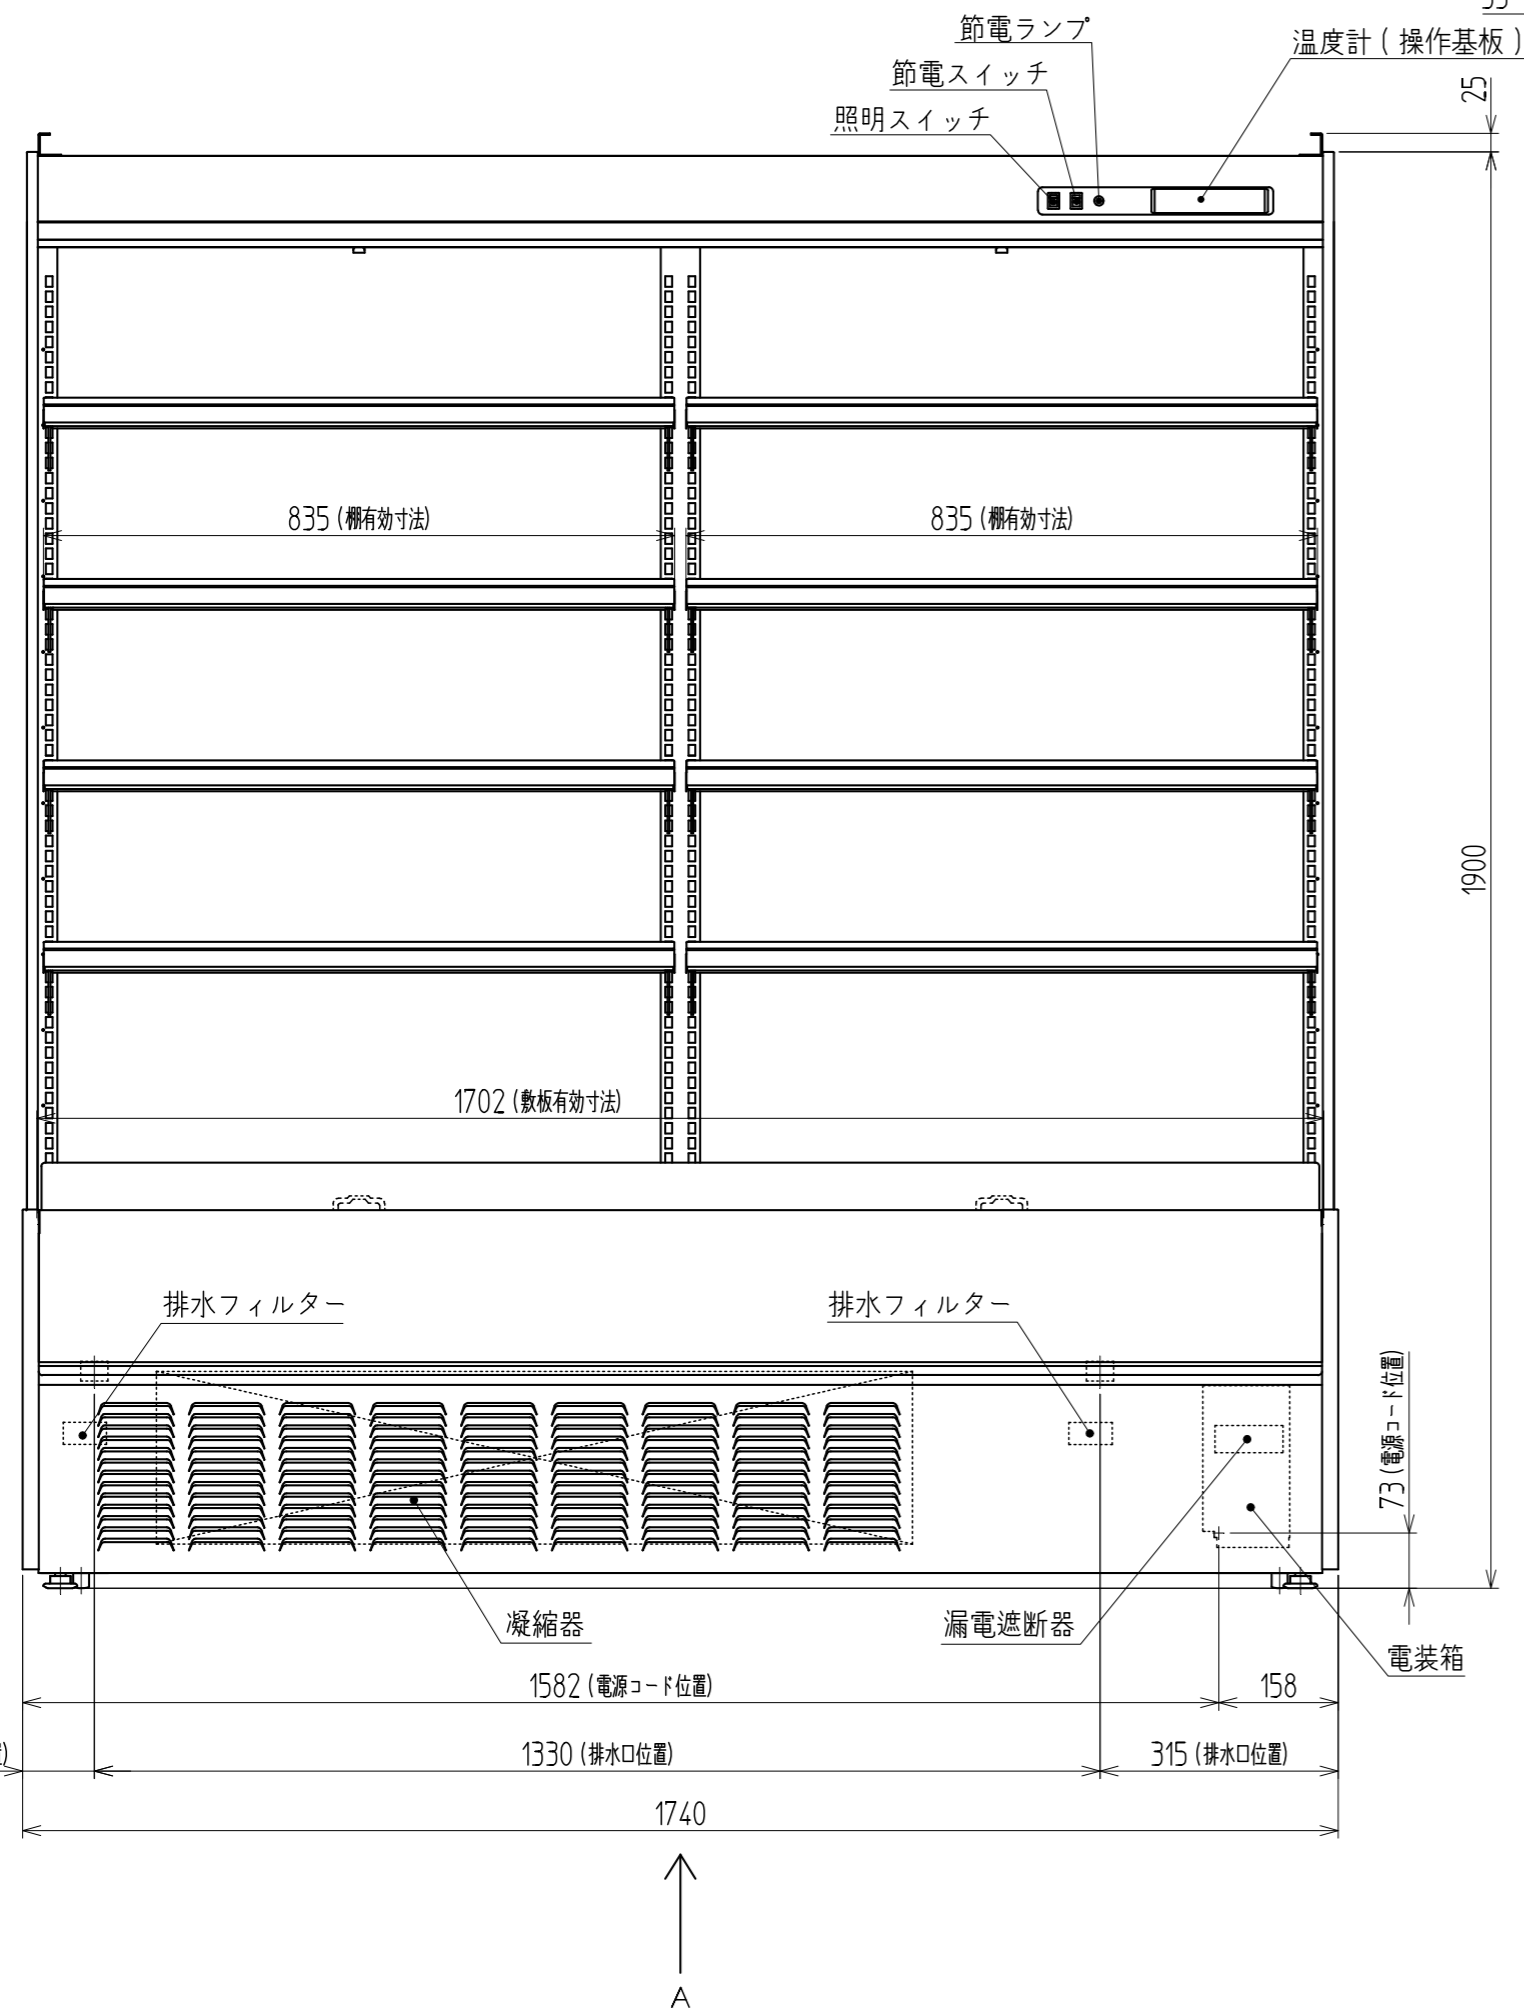 節電ランプ
温度計(操作基板)
節電スイッチ
照明スイッチ
25
835(棚有効寸法)
835(棚有効寸法)
1900
1702(敷板有効寸法)
排水フィルター
排水フィルター
73(電源コード位置)
凝縮器
漏電遮断器
電装箱
1582(電源コード位置)
158
1330(排水口位置)
315(排水口位置)
1740
A